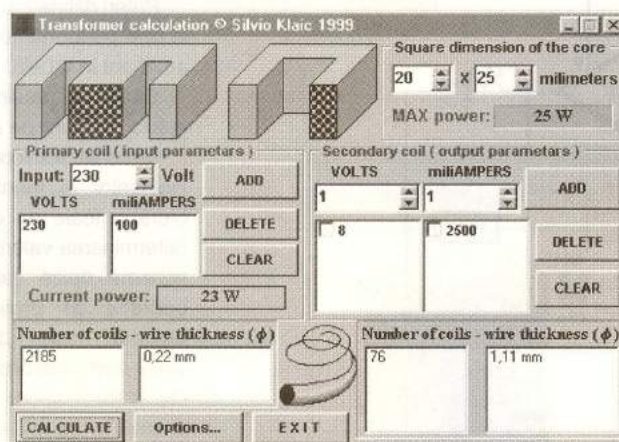 Transformer calculation © Silvio Klaic 1999
Square dimension of the core
20 x 25 milimeters
MAX power: 25 W
Primary coil ( input parametars )
Input: 230 Volt ADD
VOLTS miliAMPERS
230 100
DELETE
CLEAR
Current power: 23 W
Secondary coil ( output parametars )
VOLTS miliAMPERS
1 1 ADD
8 2500
DELETE
CLEAR
Number of coils - wire thickness ( ϕ )
2185 0,22 mm
Number of coils - wire thickness ( ϕ )
76 1,11 mm
CALCULATE Options... EXIT